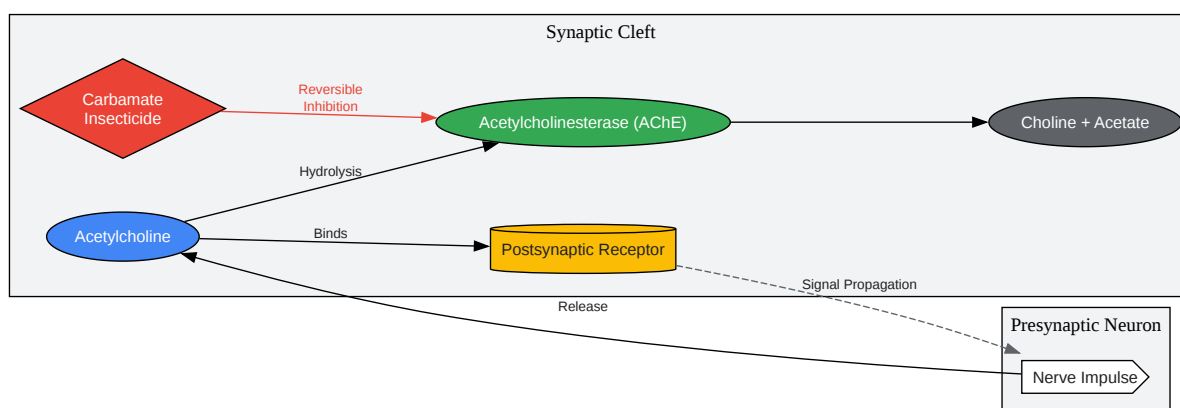 Synaptic Cleft
Carbamate
Insecticide
Reversible
Inhibition
Acetylcholinesterase (AChE)
Choline + Acetate
Hydrolysis
Acetylcholine
Binds
Postsynaptic Receptor
Signal Propagation
Release
Presynaptic Neuron
Nerve Impulse